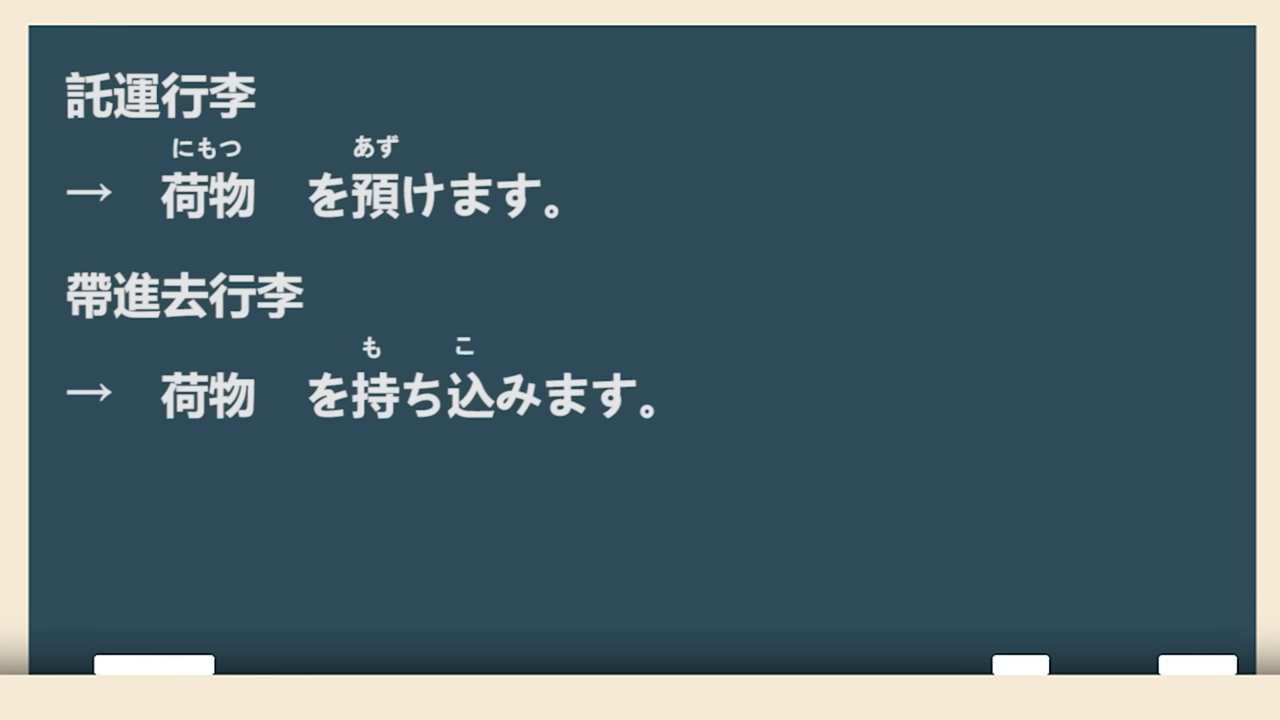 託運行李
にもつ あず
→ 荷物 を預けます。
帶進去行李
も こ
→ 荷物 を持ち込みます。